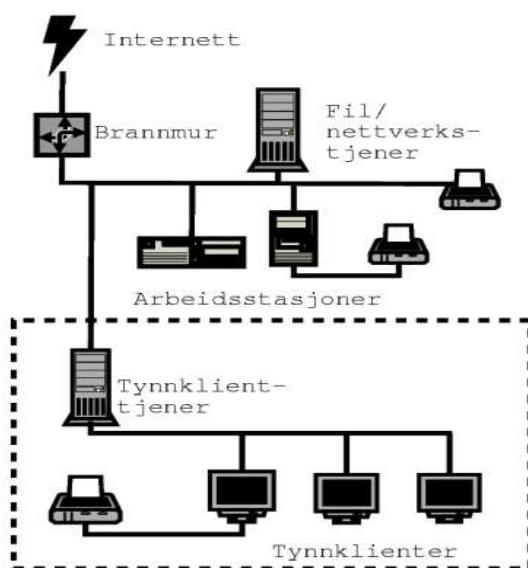 Internett
Brannmur
Fil/
nettverks-
tjener
Arbeidsstasjoner
Tynnklient-
tjener
Tynnklienter